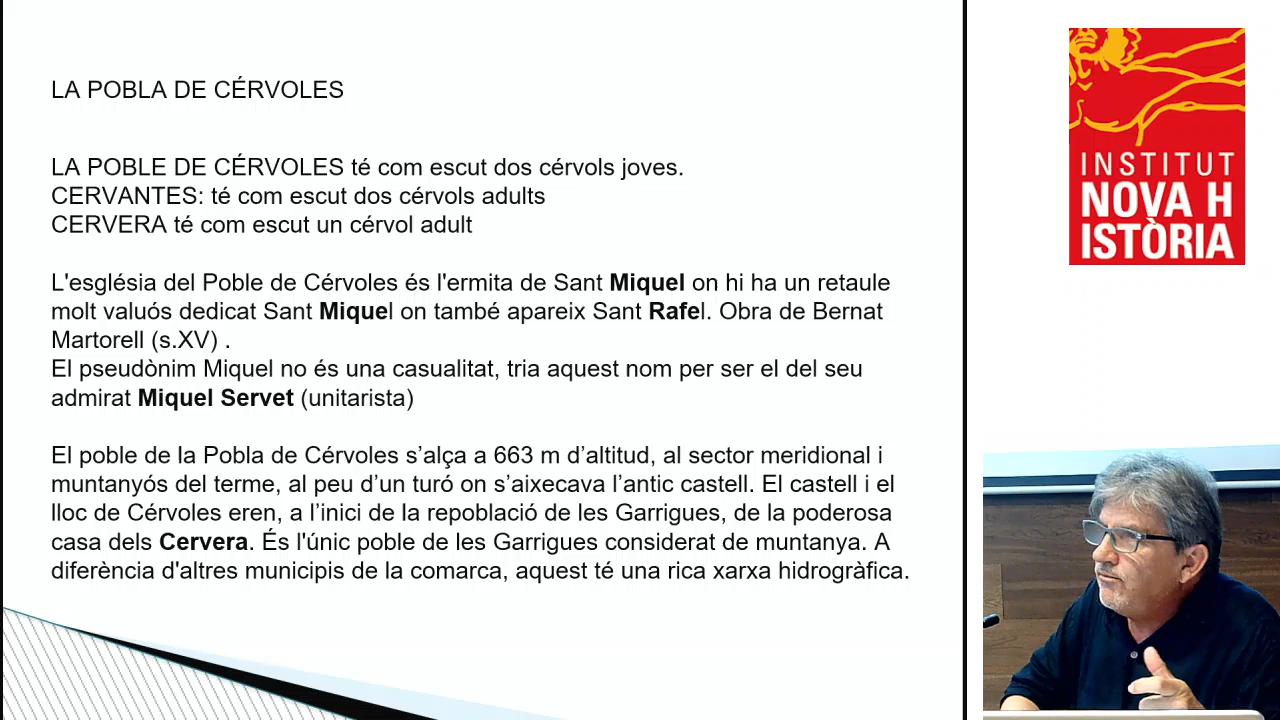 LA POBLA DE CÉRVOLES
LA POBLE DE CÉRVOLES té com escut dos cérvols joves.
CERVANTES: té com escut dos cérvols adults
CERVERA té com escut un cérvol adult
L'església del Poble de Cérvoles és l'ermita de Sant Miquel on hi ha un retaule
molt valuós dedicat Sant Miquel on també apareix Sant Rafel. Obra de Bernat
Martorell (s.XV) .
El pseudònim Miquel no és una casualitat, tria aquest nom per ser el del seu
admirat Miquel Servet (unitarista)
El poble de la Pobla de Cérvoles s’alça a 663 m d’altitud, al sector meridional i
muntanyós del terme, al peu d’un turó on s’aixecava l’antic castell. El castell i el
lloc de Cérvoles eren, a l’inici de la repoblació de les Garrigues, de la poderosa
casa dels Cervera. És l'únic poble de les Garrigues considerat de muntanya. A
diferència d'altres municipis de la comarca, aquest té una rica xarxa hidrogràfica.
INSTITUT
NOVA H
ISTÒRIA